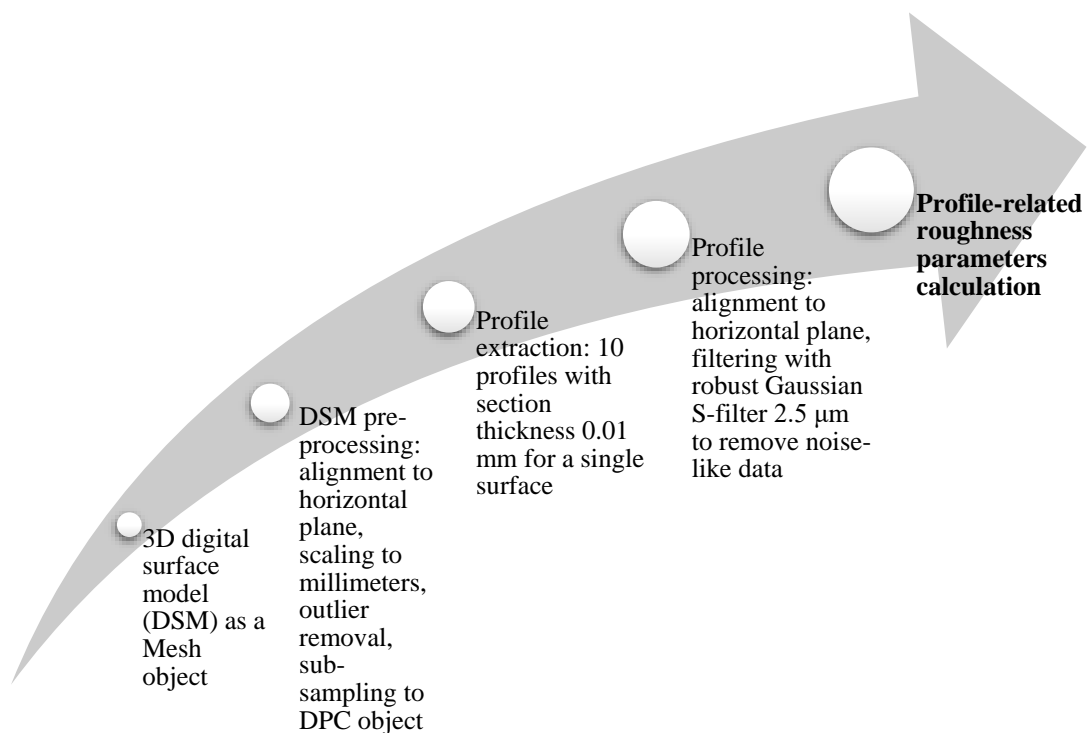 3D digital
surface
model
(DSM) as a
Mesh
object
DSM pre-
processing:
alignment to
horizontal
plane,
scaling to
millimeters,
outlier
removal,
sub-
sampling to
DPC object
Profile
extraction: 10
profiles with
section
thickness 0.01
mm for a single
surface
Profile
processing:
alignment to
horizontal plane,
filtering with
robust Gaussian
S-filter 2.5 μm
to remove noise-
like data
Profile-related
roughness
parameters
calculation